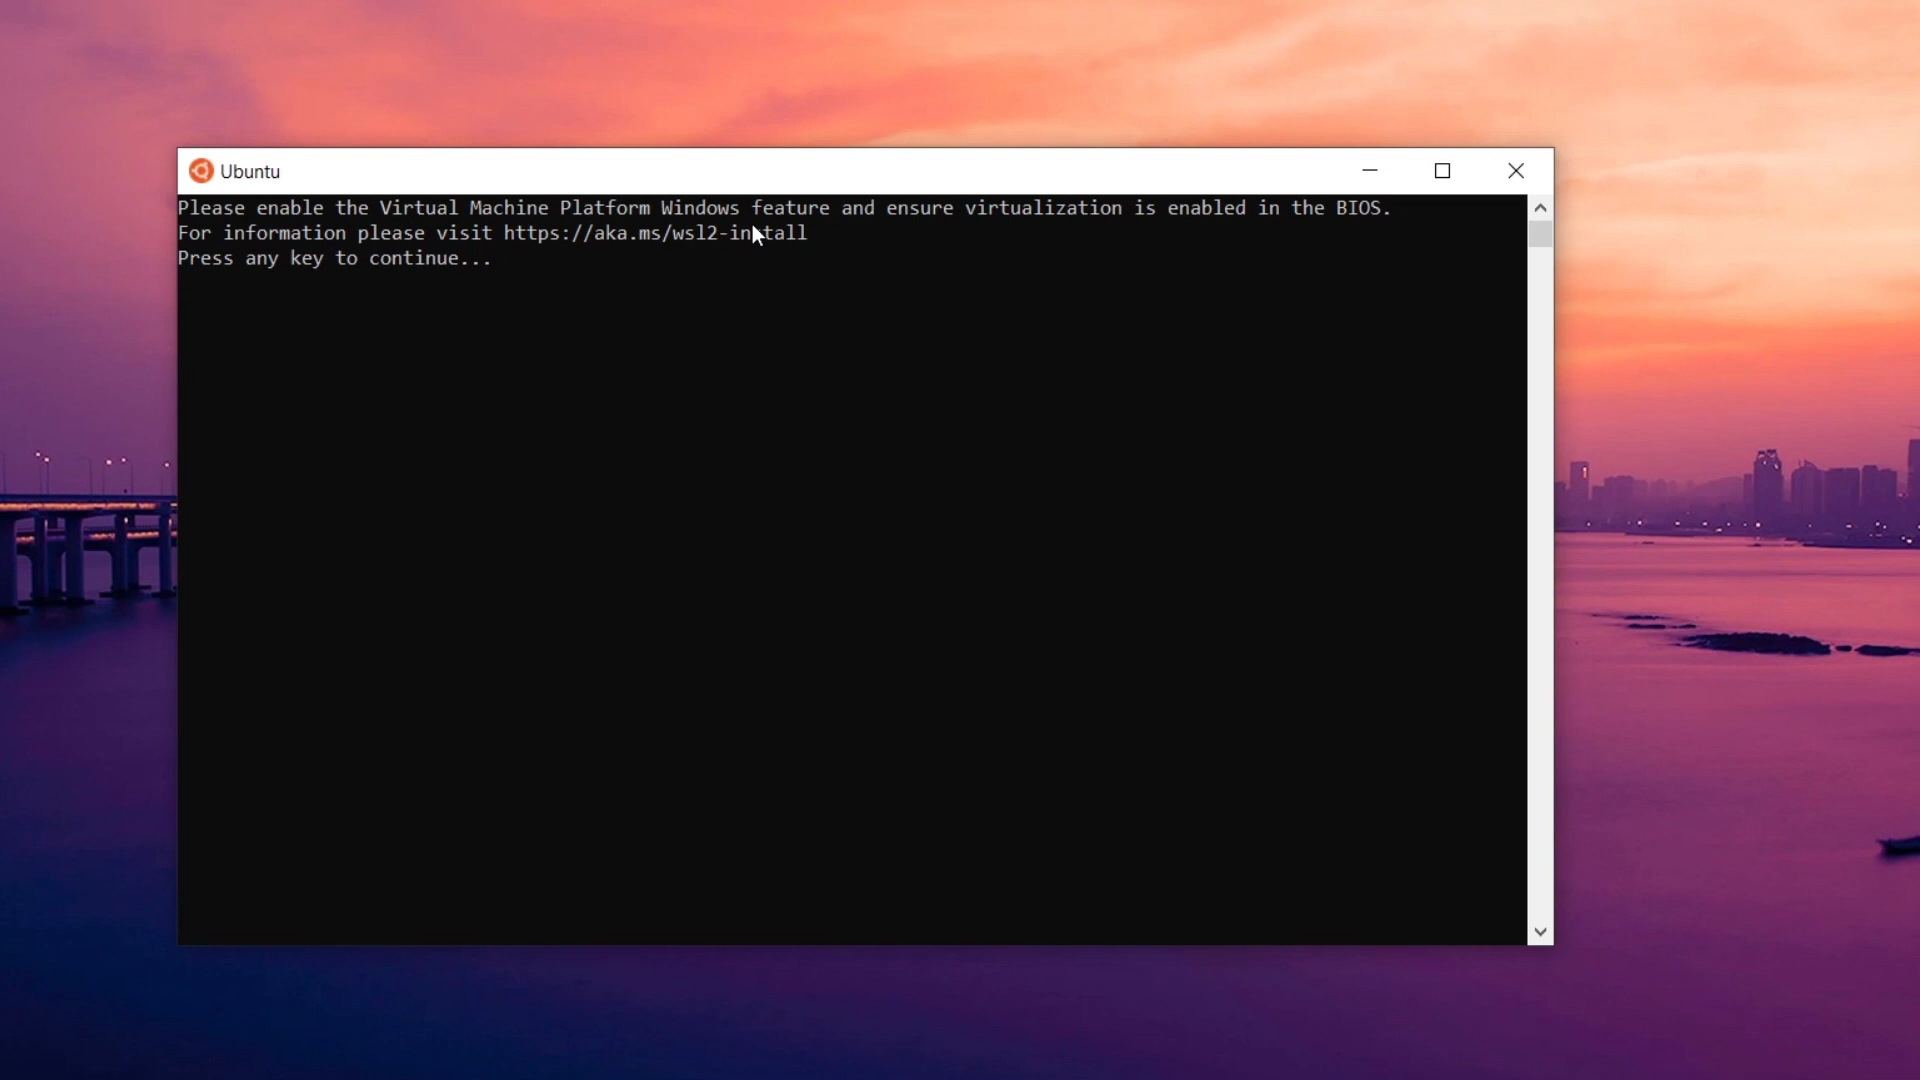 Ubuntu
Please enable the Virtual Machine Platform Windows feature and ensure virtualization is enabled in the BIOS.
For information please visit https://aka.ms/wsl2-install
Press any key to continue...